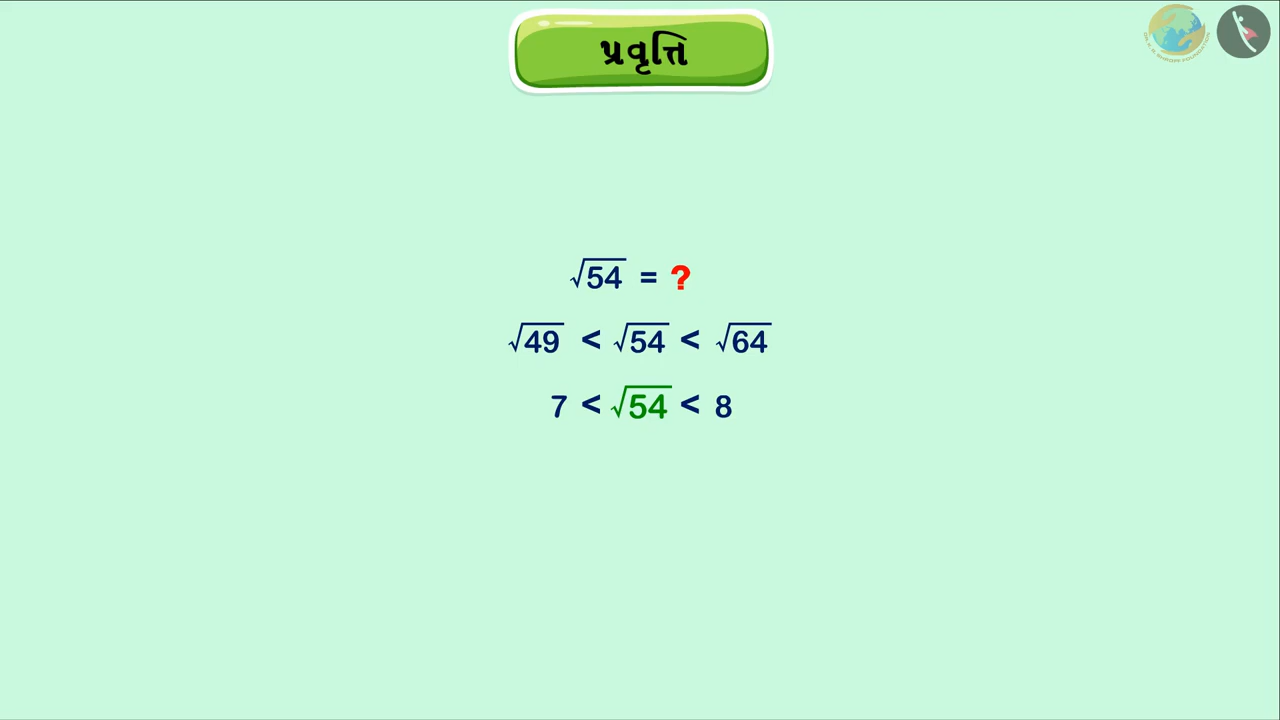 પ્રવૃત્તિ
√54 = ?
√49 < √54 < √64
7 < √54 < 8